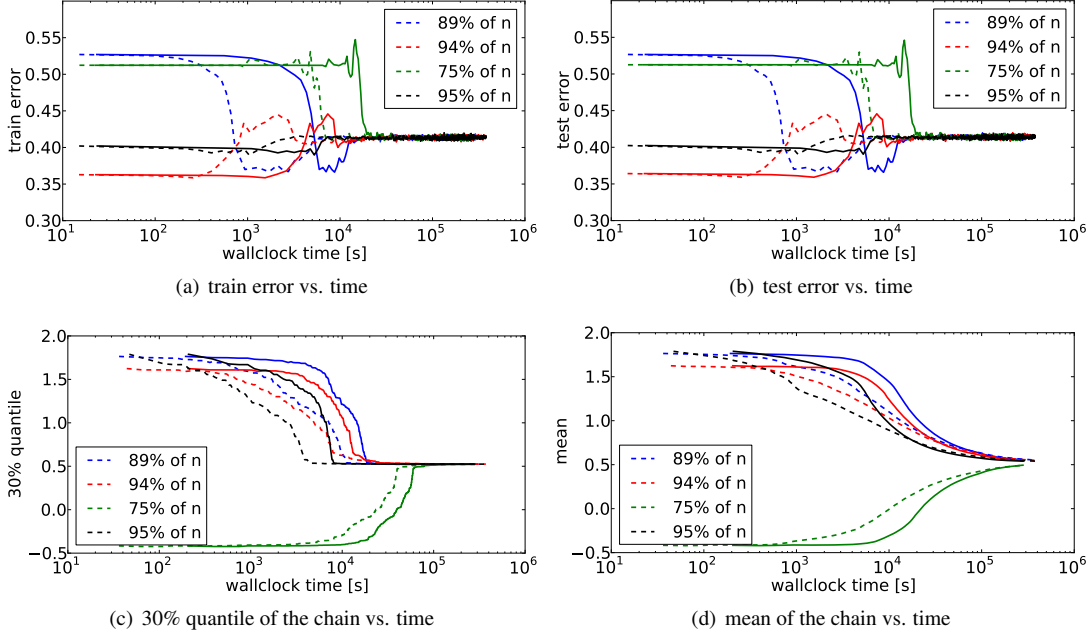 0.55
0.50
0.45
0.40
0.35
0.30
train error
10^1 10^2 10^3 10^4 10^5 10^6
wallclock time [s]
89% of n
94% of n
75% of n
95% of n
(a) train error vs. time
0.55
0.50
0.45
0.40
0.35
0.30
test error
10^1 10^2 10^3 10^4 10^5 10^6
wallclock time [s]
89% of n
94% of n
75% of n
95% of n
(b) test error vs. time
2.0
1.5
1.0
0.5
0.0
−0.5
30% quantile
10^1 10^2 10^3 10^4 10^5 10^6
wallclock time [s]
89% of n
94% of n
75% of n
95% of n
(c) 30% quantile of the chain vs. time
2.0
1.5
1.0
0.5
0.0
−0.5
mean
10^1 10^2 10^3 10^4 10^5 10^6
wallclock time [s]
89% of n
94% of n
75% of n
95% of n
(d) mean of the chain vs. time